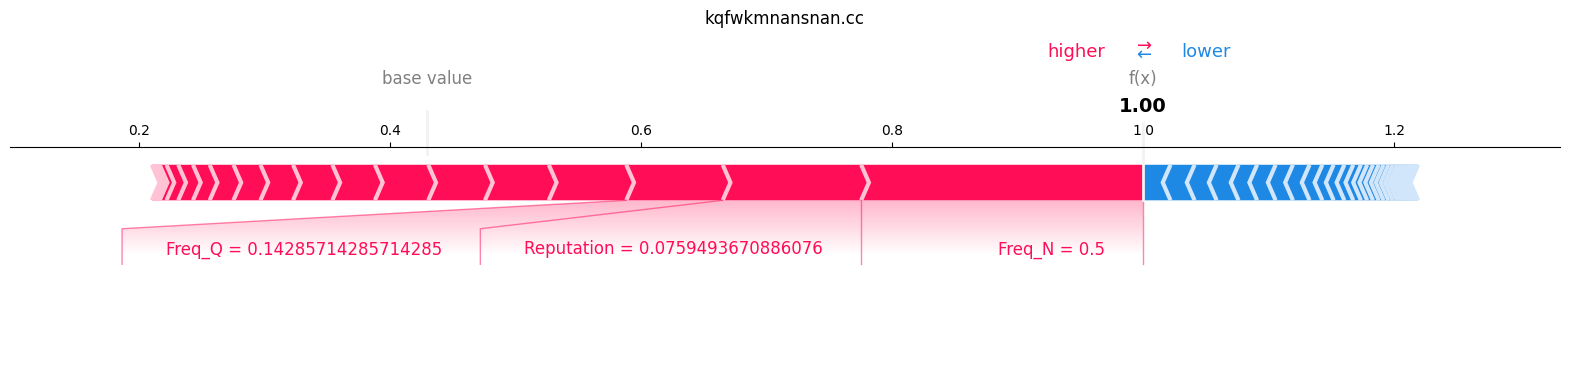 kqfwkmnansnan.cc
higher ⇄ lower
base value f(x)
1.00
0.2 0.4 0.6 0.8 1.0 1.2
Freq_Q = 0.14285714285714285 Reputation = 0.0759493670886076 Freq_N = 0.5